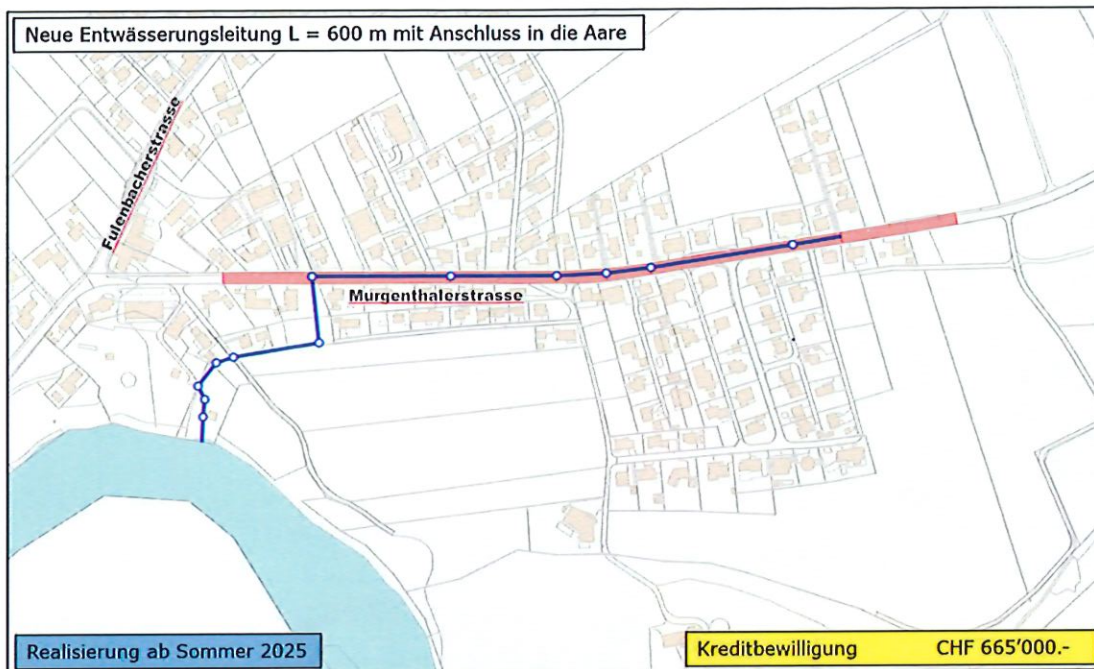 Neue Entwässerungsleitung L = 600 m mit Anschluss in die Aare
Fulenbacherstrasse
Murgenthalerstrasse
Realisierung ab Sommer 2025
Kreditbewilligung CHF 665'000.-